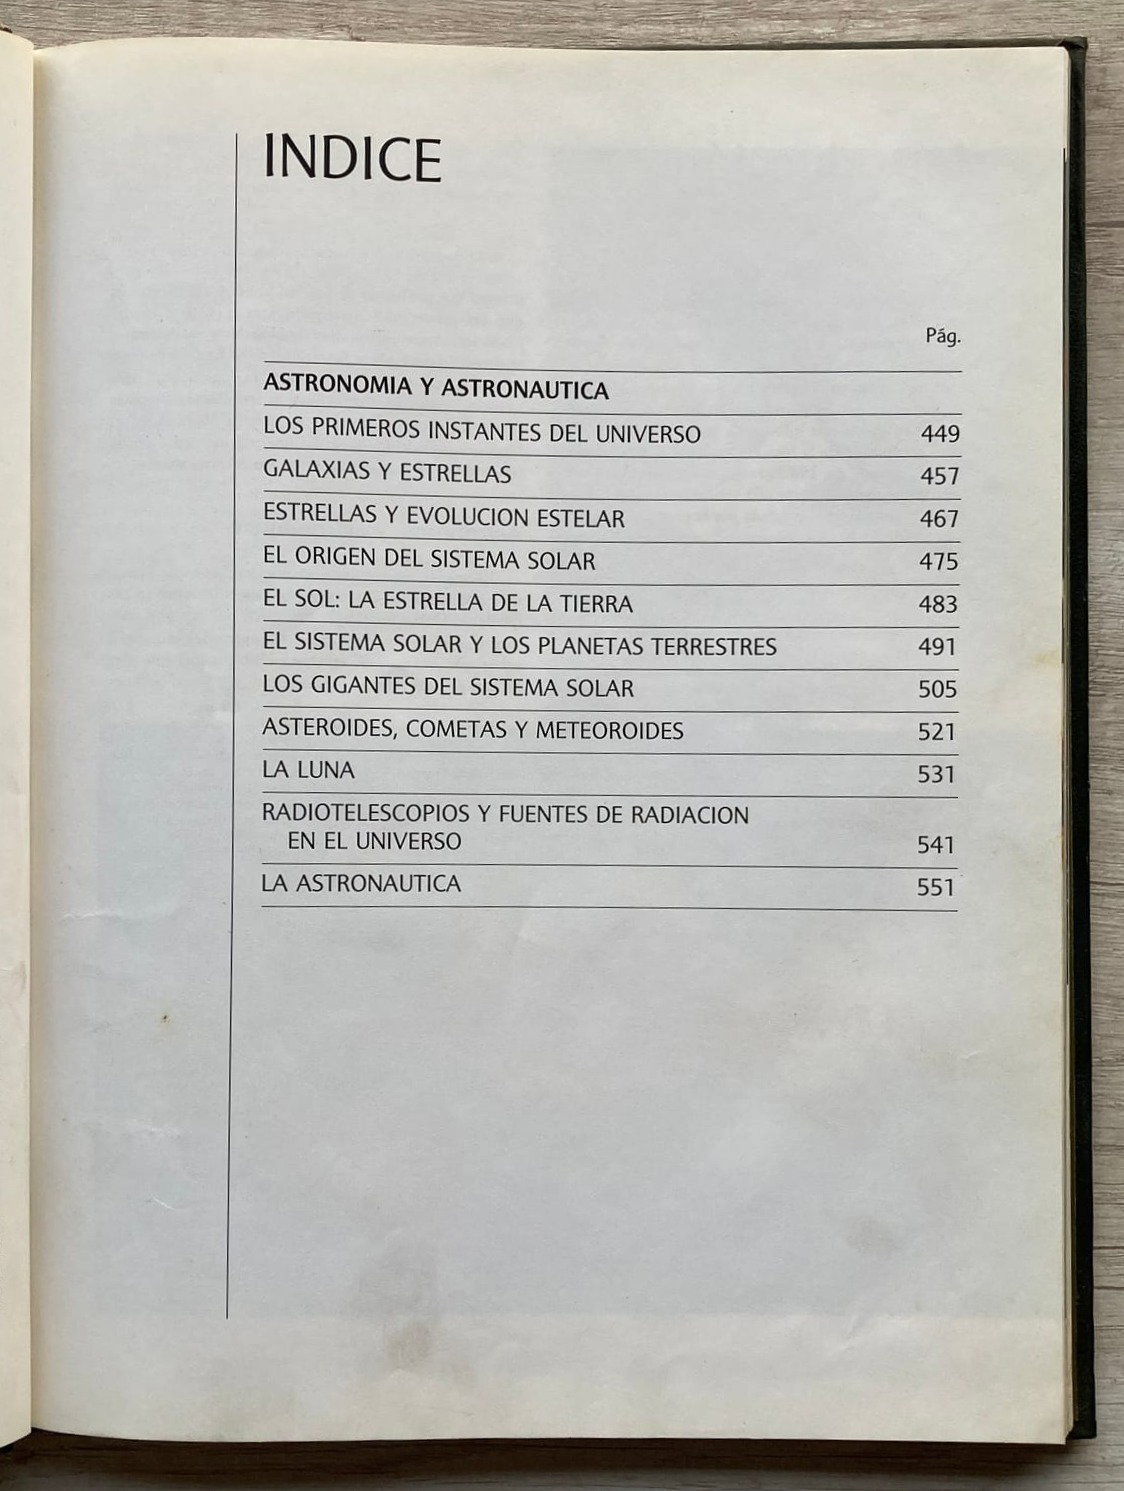 INDICE
Pág.
ASTRONOMIA Y ASTRONAUTICA
LOS PRIMEROS INSTANTES DEL UNIVERSO 449
GALAXIAS Y ESTRELLAS 457
ESTRELLAS Y EVOLUCION ESTELAR 467
EL ORIGEN DEL SISTEMA SOLAR 475
EL SOL: LA ESTRELLA DE LA TIERRA 483
EL SISTEMA SOLAR Y LOS PLANETAS TERRESTRES 491
LOS GIGANTES DEL SISTEMA SOLAR 505
ASTEROIDES, COMETAS Y METEOROIDES 521
LA LUNA 531
RADIOTELESCOPIOS Y FUENTES DE RADIACION
EN EL UNIVERSO 541
LA ASTRONAUTICA 551